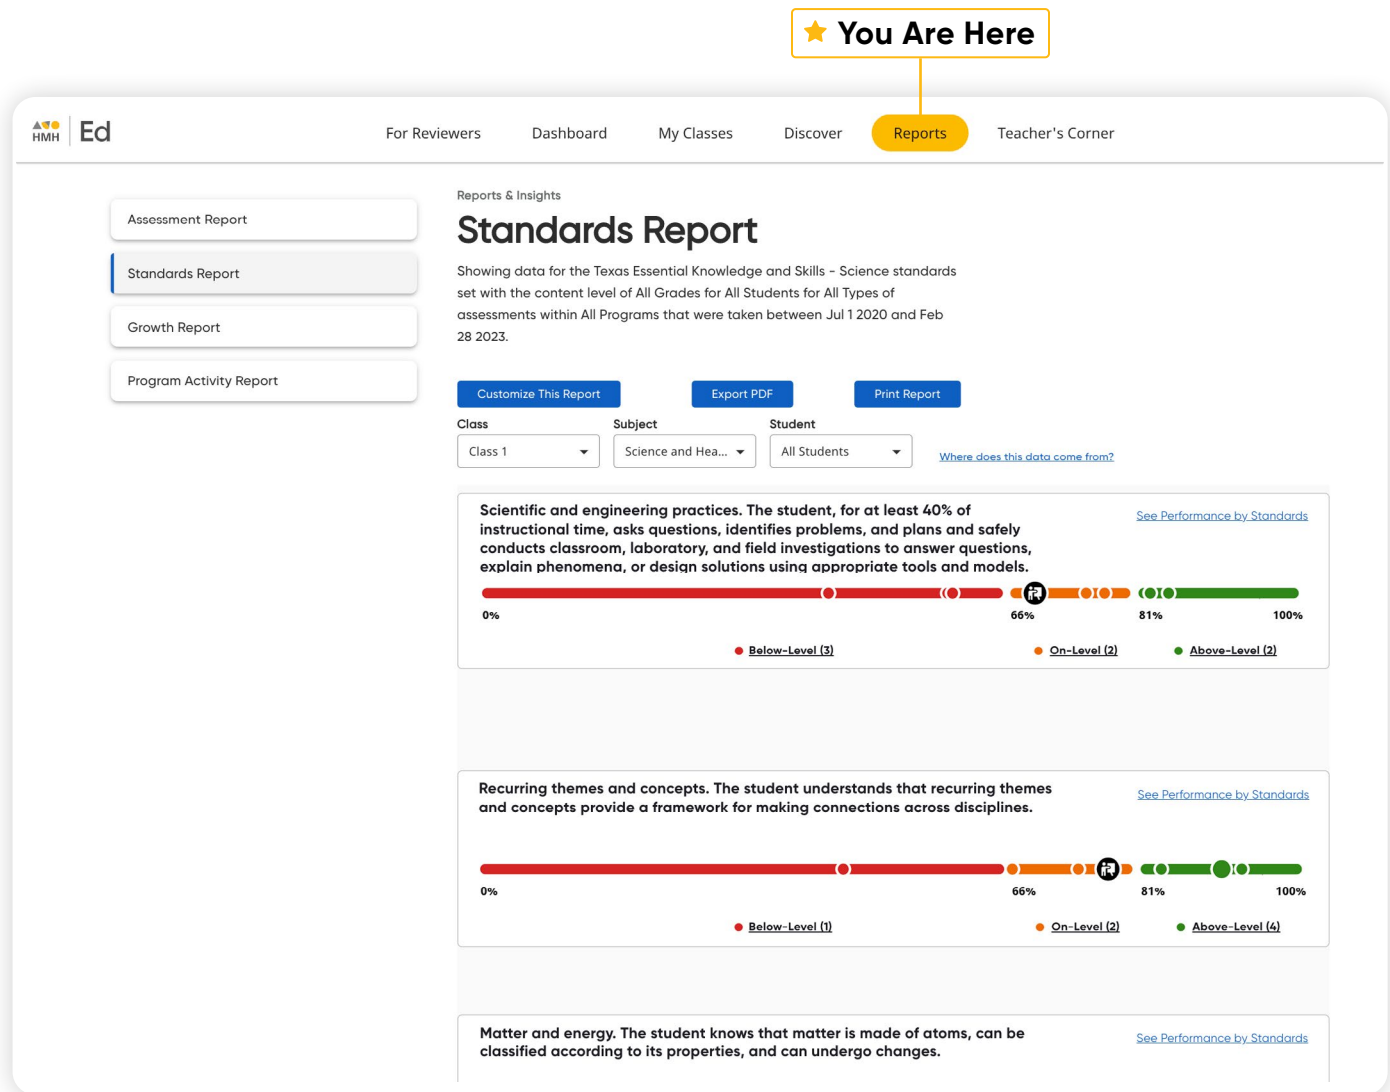 You Are Here
HMH Ed
For Reviewers Dashboard My Classes Discover Reports Teacher's Corner
Assessment Report
Standards Report
Growth Report
Program Activity Report
Reports & Insights
Standards Report
Showing data for the Texas Essential Knowledge and Skills - Science standards
set with the content level of All Grades for All Students for All Types of
assessments within All Programs that were taken between Jul 1 2020 and Feb
28 2023.
Customize This Report Export PDF Print Report
Class Subject Student
Class 1 Science and Hea... All Students Where does this data come from?
Scientific and engineering practices. The student, for at least 40% of
instructional time, asks questions, identifies problems, and plans and safely
conducts classroom, laboratory, and field investigations to answer questions,
explain phenomena, or design solutions using appropriate tools and models.
See Performance by Standards
0% 66% 81% 100%
Below-Level (3) On-Level (2) Above-Level (2)
Recurring themes and concepts. The student understands that recurring themes
and concepts provide a framework for making connections across disciplines.
See Performance by Standards
0% 66% 81% 100%
Below-Level (1) On-Level (2) Above-Level (4)
Matter and energy. The student knows that matter is made of atoms, can be
classified according to its properties, and can undergo changes.
See Performance by Standards